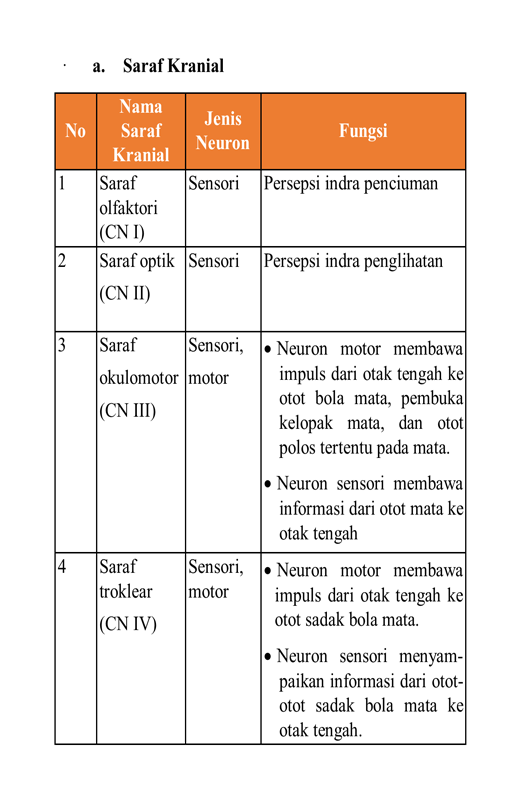 a. Saraf Kranial
No
Nama
Saraf
Kranial
Jenis
Neuron
Fungsi
1
Saraf
olfaktori
(CN I)
Sensori
Persepsi indra penciuman
2
Saraf optik
(CN II)
Sensori
Persepsi indra penglihatan
3
Saraf
okulomotor
(CN III)
Sensori,
motor
• Neuron motor membawa
impuls dari otak tengah ke
otot bola mata, pembuka
kelopak mata, dan otot
polos tertentu pada mata.
• Neuron sensori membawa
informasi dari otot mata ke
otak tengah
4
Saraf
troklear
(CN IV)
Sensori,
motor
• Neuron motor membawa
impuls dari otak tengah ke
otot sadak bola mata.
• Neuron sensori menyam-
paikan informasi dari otot-
otot sadak bola mata ke
otak tengah.